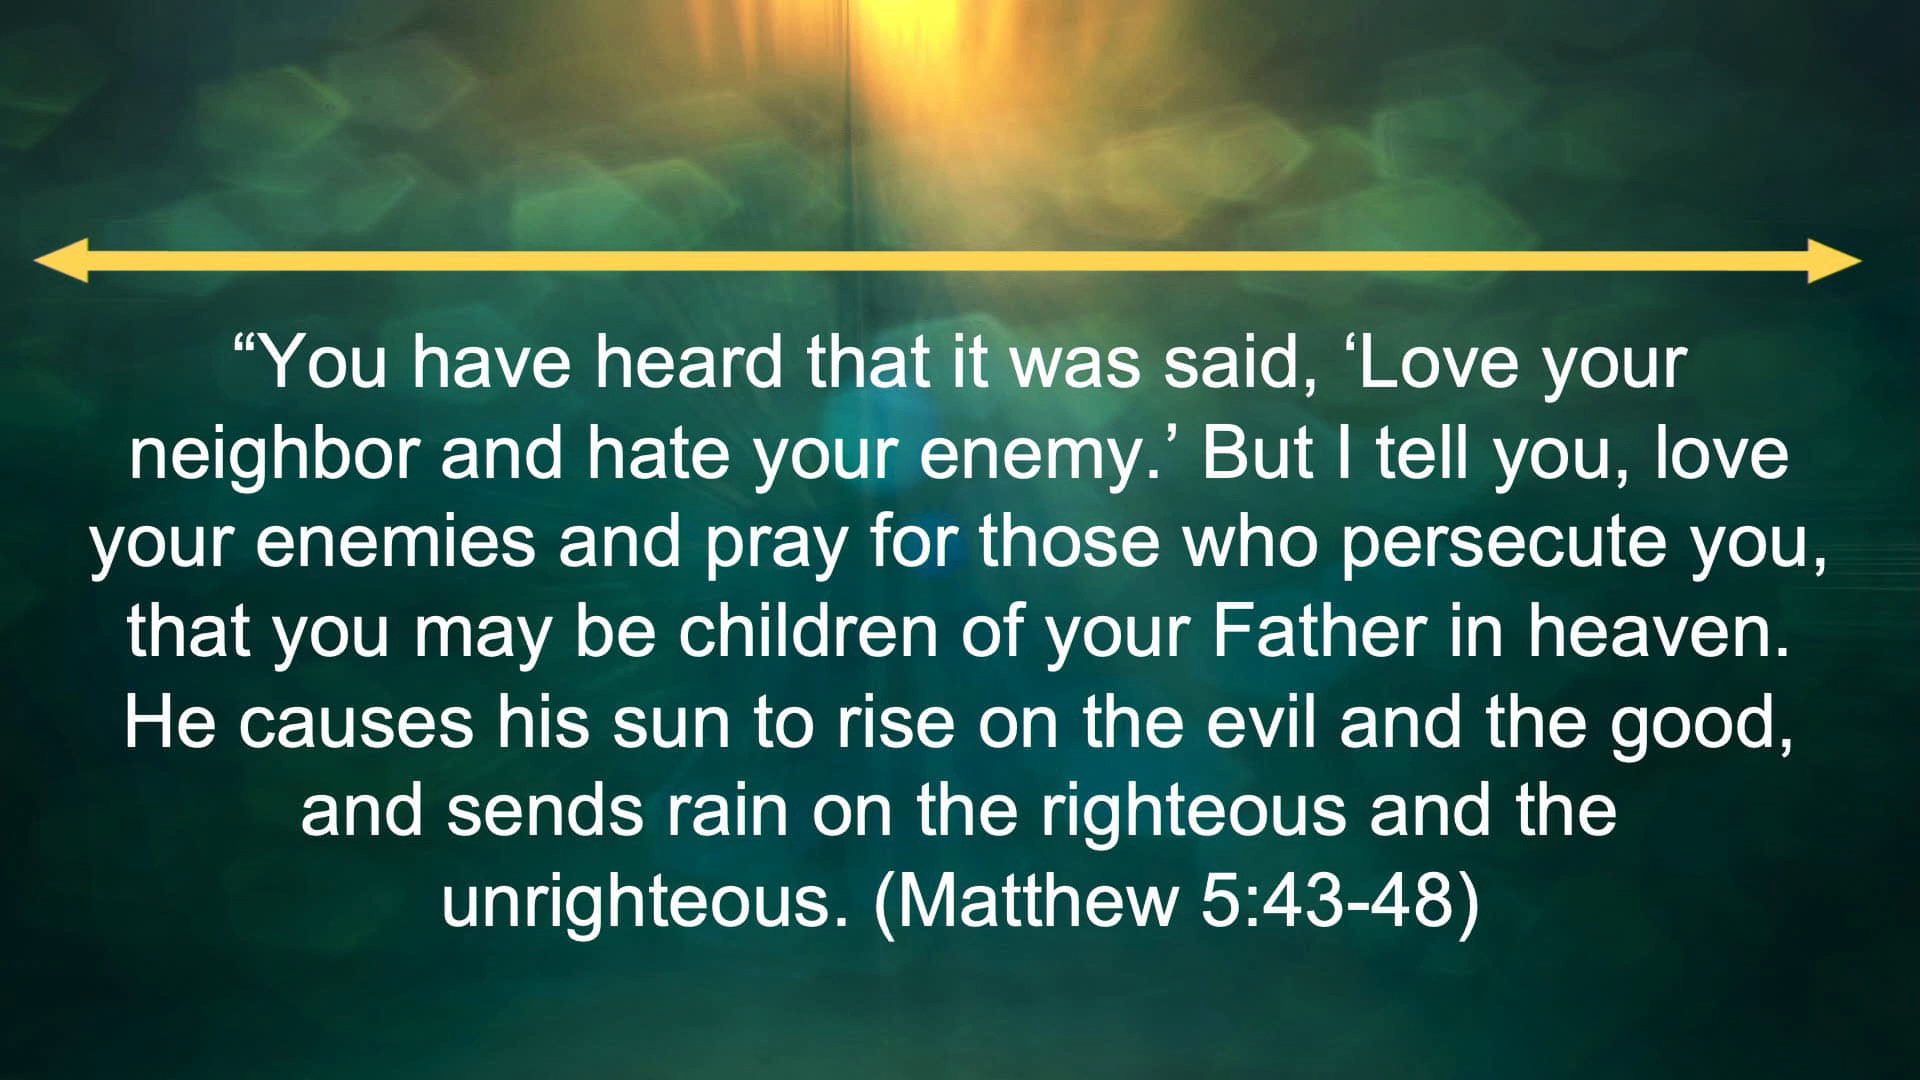 “You have heard that it was said, ‘Love your
neighbor and hate your enemy.’ But I tell you, love
your enemies and pray for those who persecute you,
that you may be children of your Father in heaven.
He causes his sun to rise on the evil and the good,
and sends rain on the righteous and the
unrighteous. (Matthew 5:43-48)